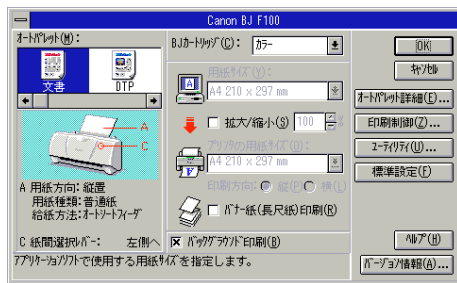 Canon BJ F100
ｵｰﾄﾊﾟﾚｯﾄ(M):
文書
DTP
A
C
A 用紙方向: 縦置
用紙種類: 普通紙
給紙方法: ｵｰﾄｼｰﾄﾌｨｰﾀﾞ
C 紙間選択ﾚﾊﾞｰ: 左側へ
BJｶｰﾄﾘｯｼﾞ(C): ｶﾗｰ
用紙ｻｲｽﾞ(Y):
A
A4 210 × 297 mm
拡大/縮小(S) 100 %
ﾌﾟﾘﾝﾀの用紙ｻｲｽﾞ(O):
A4 210 × 297 mm
印刷方向: 縦(P) 横(L)
ﾊﾞﾅｰ紙(長尺紙)印刷(R)
ﾊﾞｯｸｸﾞﾗｳﾝﾄﾞ印刷(B)
OK
ｷｬﾝｾﾙ
ｵｰﾄﾊﾟﾚｯﾄ詳細(E)...
印刷制御(Z)...
ﾕｰﾃｨﾘﾃｨ(U)...
標準設定(F)
ﾍﾙﾌﾟ(H)
ﾊﾞｰｼﾞｮﾝ情報(A)...
ｱﾌﾟﾘｹｰｼｮﾝｿﾌﾄで使用する用紙ｻｲｽﾞを指定します。